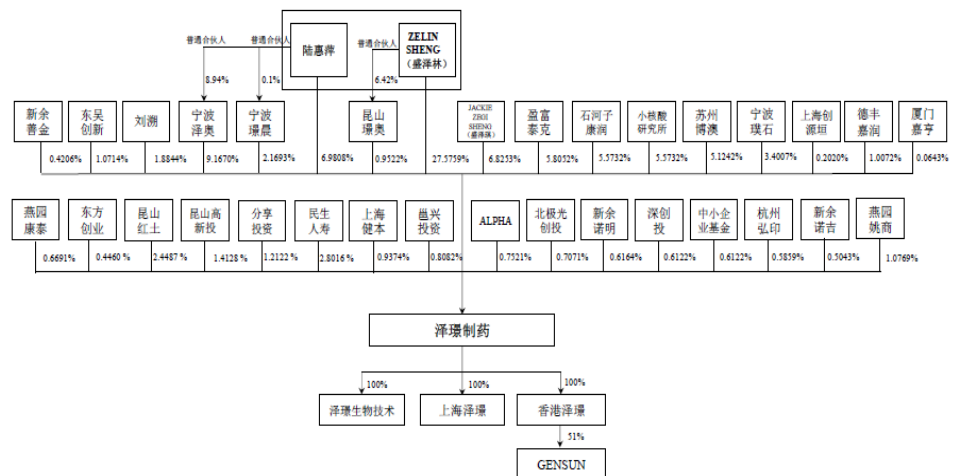 普通合伙人
普通合伙人
陆惠萍
普通合伙人
ZELIN
SHENG
(盛泽林)
8.94%
0.1%
6.42%
新余
善金
东吴
创新
刘溯
宁波
泽奥
宁波
璟晨
昆山
璟奥
JACKIE
ZEGI
SHENG
(盛泽琪)
盈富
泰克
石河子
康润
小核酸
研究所
苏州
博澳
宁波
璞石
上海创
源垣
德丰
嘉润
厦门
嘉亨
0.4206%
1.0714%
1.8844%
9.1670%
2.1693%
6.9808%
0.9522%
27.5759%
6.8253%
5.8052%
5.5732%
5.5732%
5.1242%
3.4007%
0.2020%
1.0072%
0.0643%
燕园
康泰
东方
创业
昆山
红土
昆山高
新投
分享
投资
民生
人寿
上海
健本
邕兴
投资
ALPHA
北极光
创投
新余
诺明
深创
投
中小企
业基金
杭州
弘印
新余
诺吉
燕园
姚商
0.6691%
0.4460 %
2.4487%
1.4128 %
1.2122 %
2.8016%
0.9374%
0.8082%
0.7521%
0.7071%
0.6164%
0.6122%
0.6122%
0.5859%
0.5043%
1.0769%
泽璟制药
100%
100%
100%
泽璟生物技术
上海泽璟
香港泽璟
51%
GENSUN